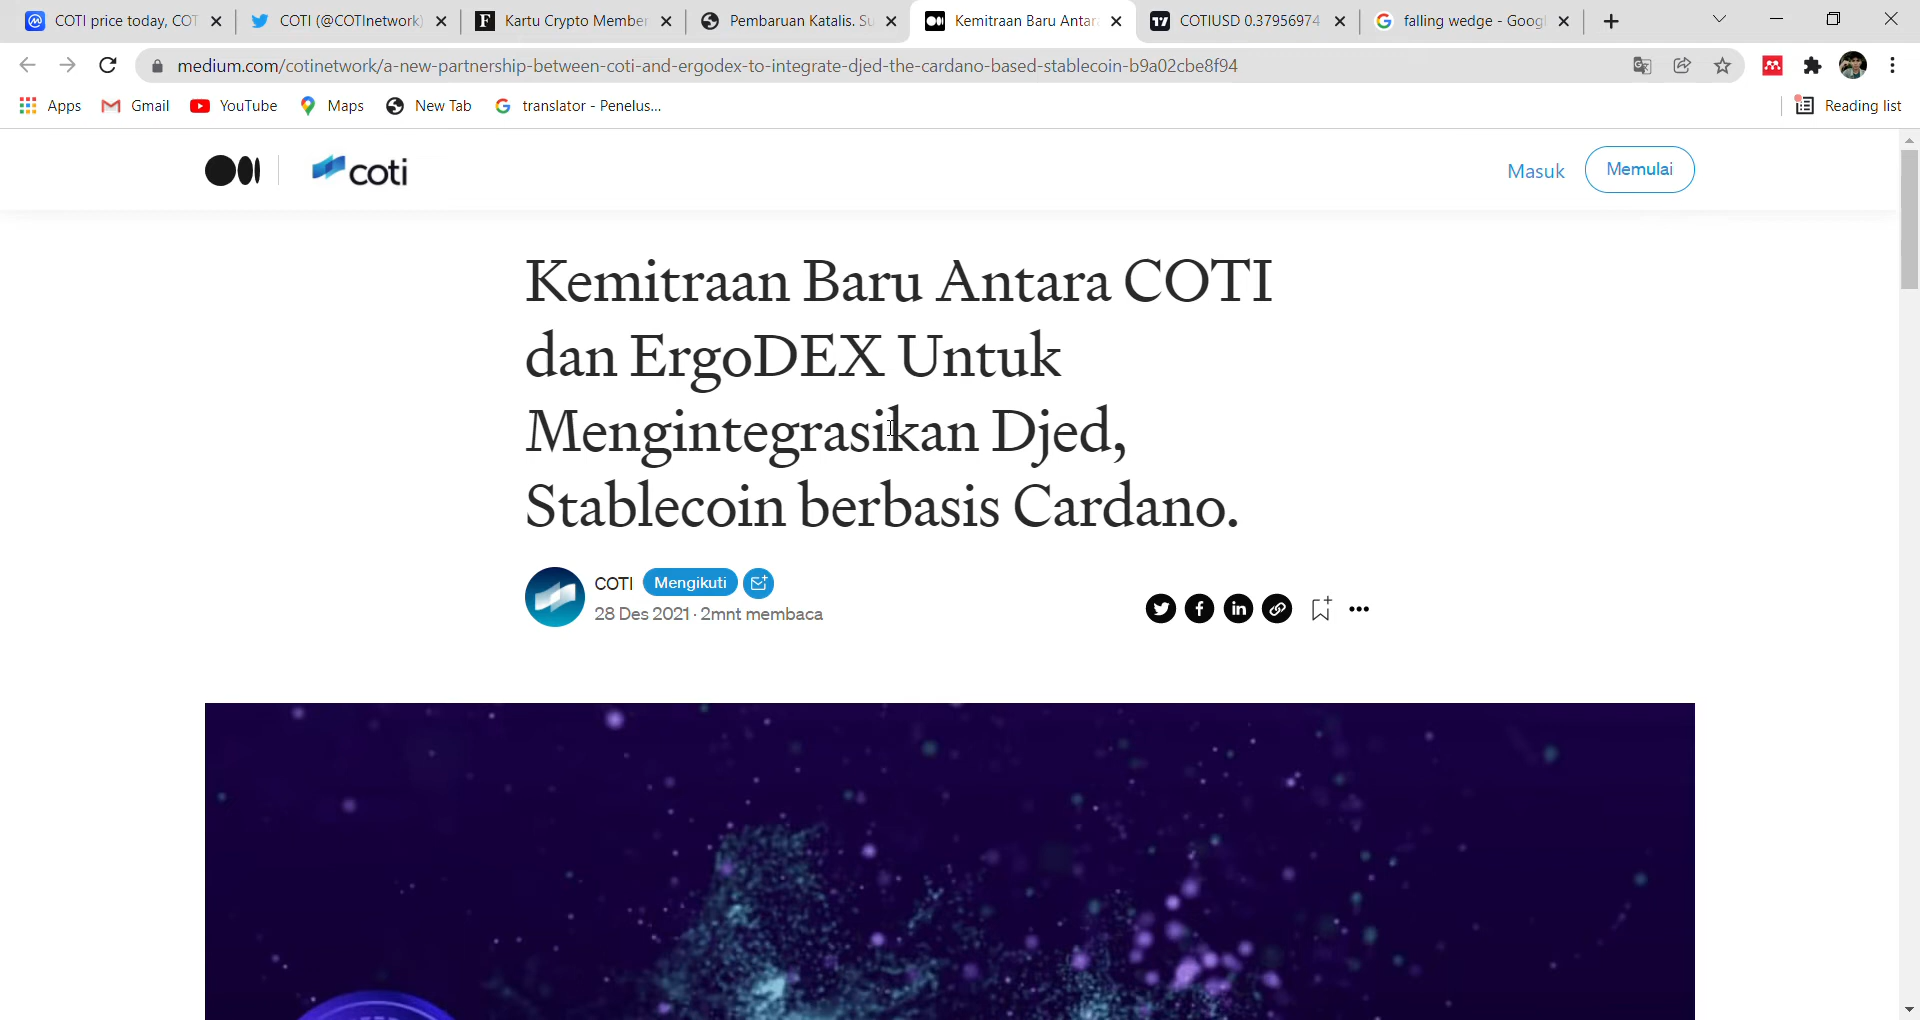 COTI price today, COT
COTI (@COTInetwork)
Kartu Crypto Member
Pembaruan Katalis. Su
Kemitraan Baru Antar
COTIUSD 0.37956974
falling wedge - Googl
medium.com/cotinetwork/a-new-partnership-between-coti-and-ergodex-to-integrate-djed-the-cardano-based-stablecoin-b9a02cbe8f94
Apps Gmail YouTube Maps New Tab translator - Penelus... Reading list
coti Masuk Memulai
Kemitraan Baru Antara COTI
dan ErgoDEX Untuk
Mengintegrasikan Djed,
Stablecoin berbasis Cardano.
COTI Mengikuti
28 Des 2021 · 2mnt membaca